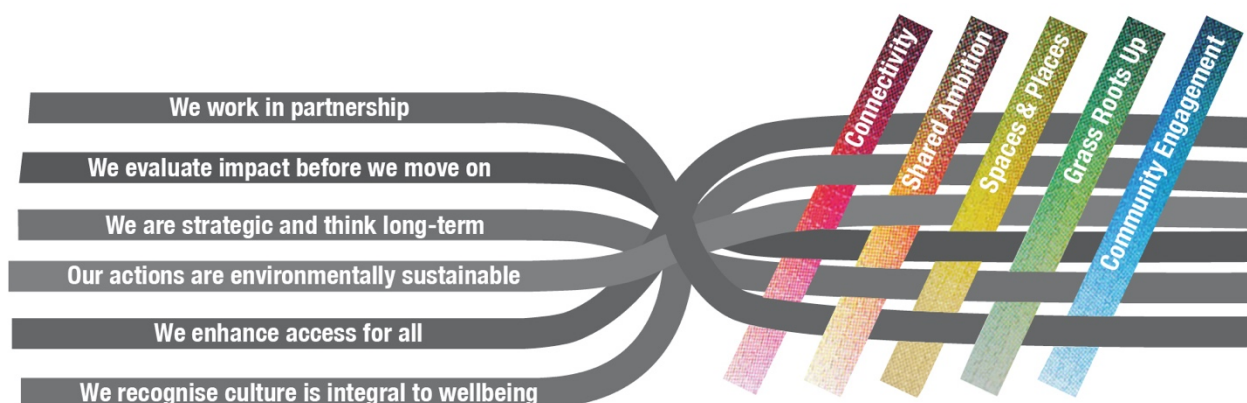 We work in partnership
We evaluate impact before we move on
We are strategic and think long-term
Our actions are environmentally sustainable
We enhance access for all
We recognise culture is integral to wellbeing
Connectivity
Shared Ambition
Spaces & Places
Grass Roots Up
Community Engagement